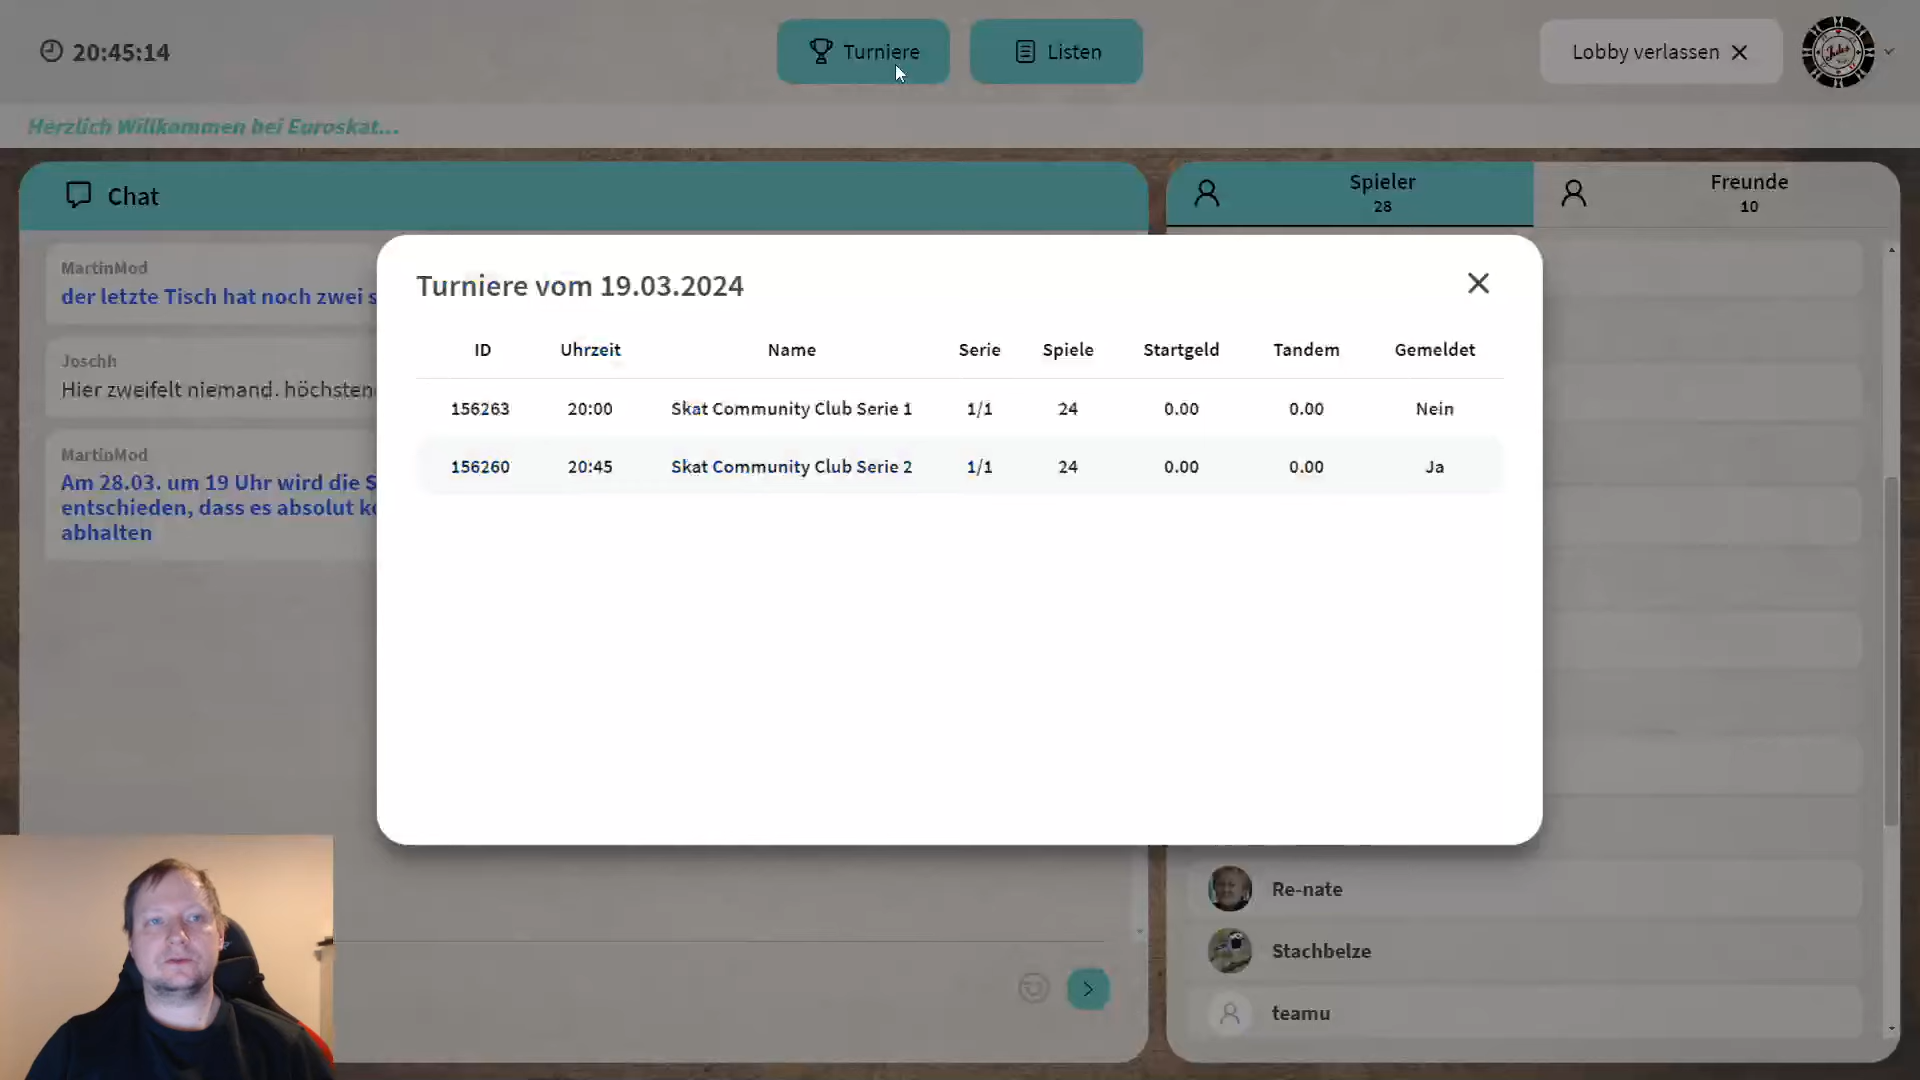 20:45:14
Turniere
Listen
Lobby verlassen
Jules
Herzlich Willkommen bei Euroskat...
Chat
Spieler
28
Freunde
10
MartinMod
der letzte Tisch hat noch zwei s
Joschh
Hier zweifelt niemand. höchsten
MartinMod
Am 28.03. um 19 Uhr wird die S
entschieden, dass es absolut k
abhalten
Turniere vom 19.03.2024
ID Uhrzeit Name Serie Spiele Startgeld Tandem Gemeldet
156263 20:00 Skat Community Club Serie 1 1/1 24 0.00 0.00 Nein
156260 20:45 Skat Community Club Serie 2 1/1 24 0.00 0.00 Ja
Re-nate
Stachbelze
teamu